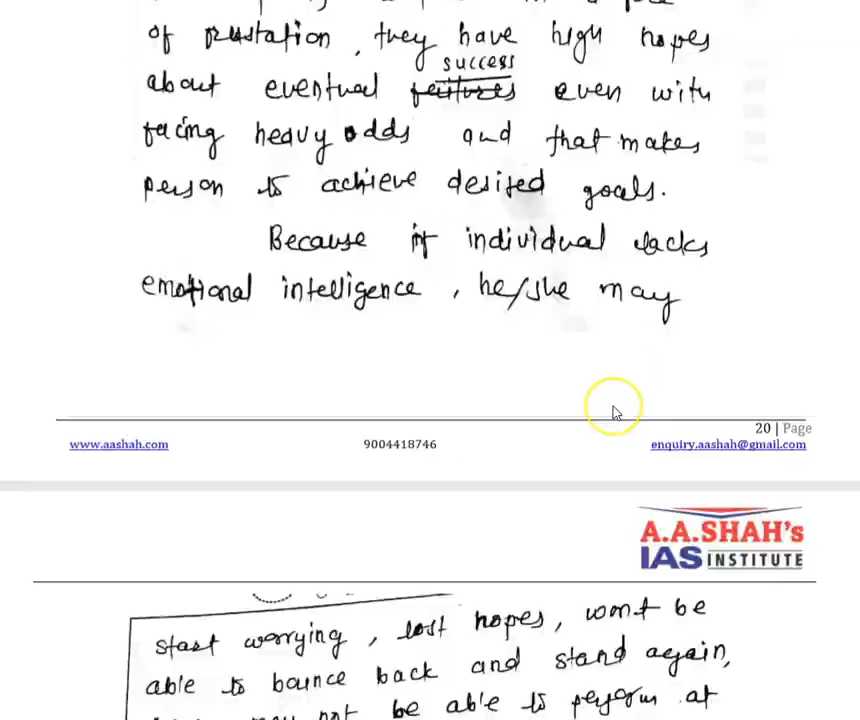 of frustation, they have high hopes
success
about eventual failures even with
facing heavy odds and that makes
person to achieve desired goals.
Because if individual lacks
emotional intelligence, he/she may
20 | Page
www.aashah.com 9004418746 enquiry.aashah@gmail.com
A.A.SHAH's
IAS INSTITUTE
start worrying, lost hopes, wont be
able to bounce back and stand again,
may not be able to perform at